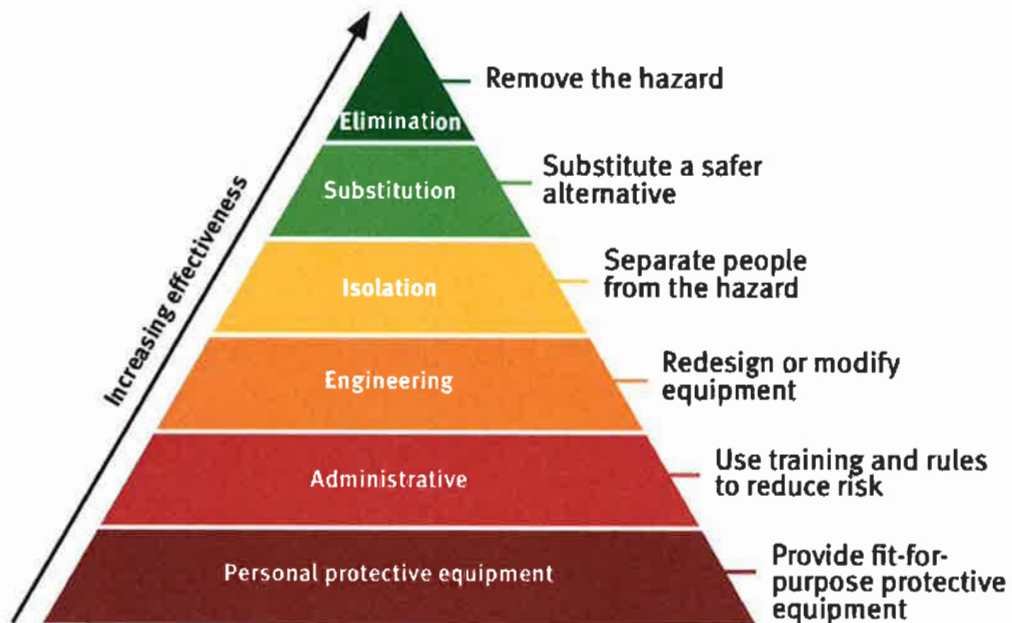 Remove the hazard
Elimination
Substitute a safer
alternative
Substitution
Increasing effectiveness
Separate people
from the hazard
Isolation
Redesign or modify
equipment
Engineering
Use training and rules
to reduce risk
Administrative
Provide fit-for-
purpose protective
equipment
Personal protective equipment